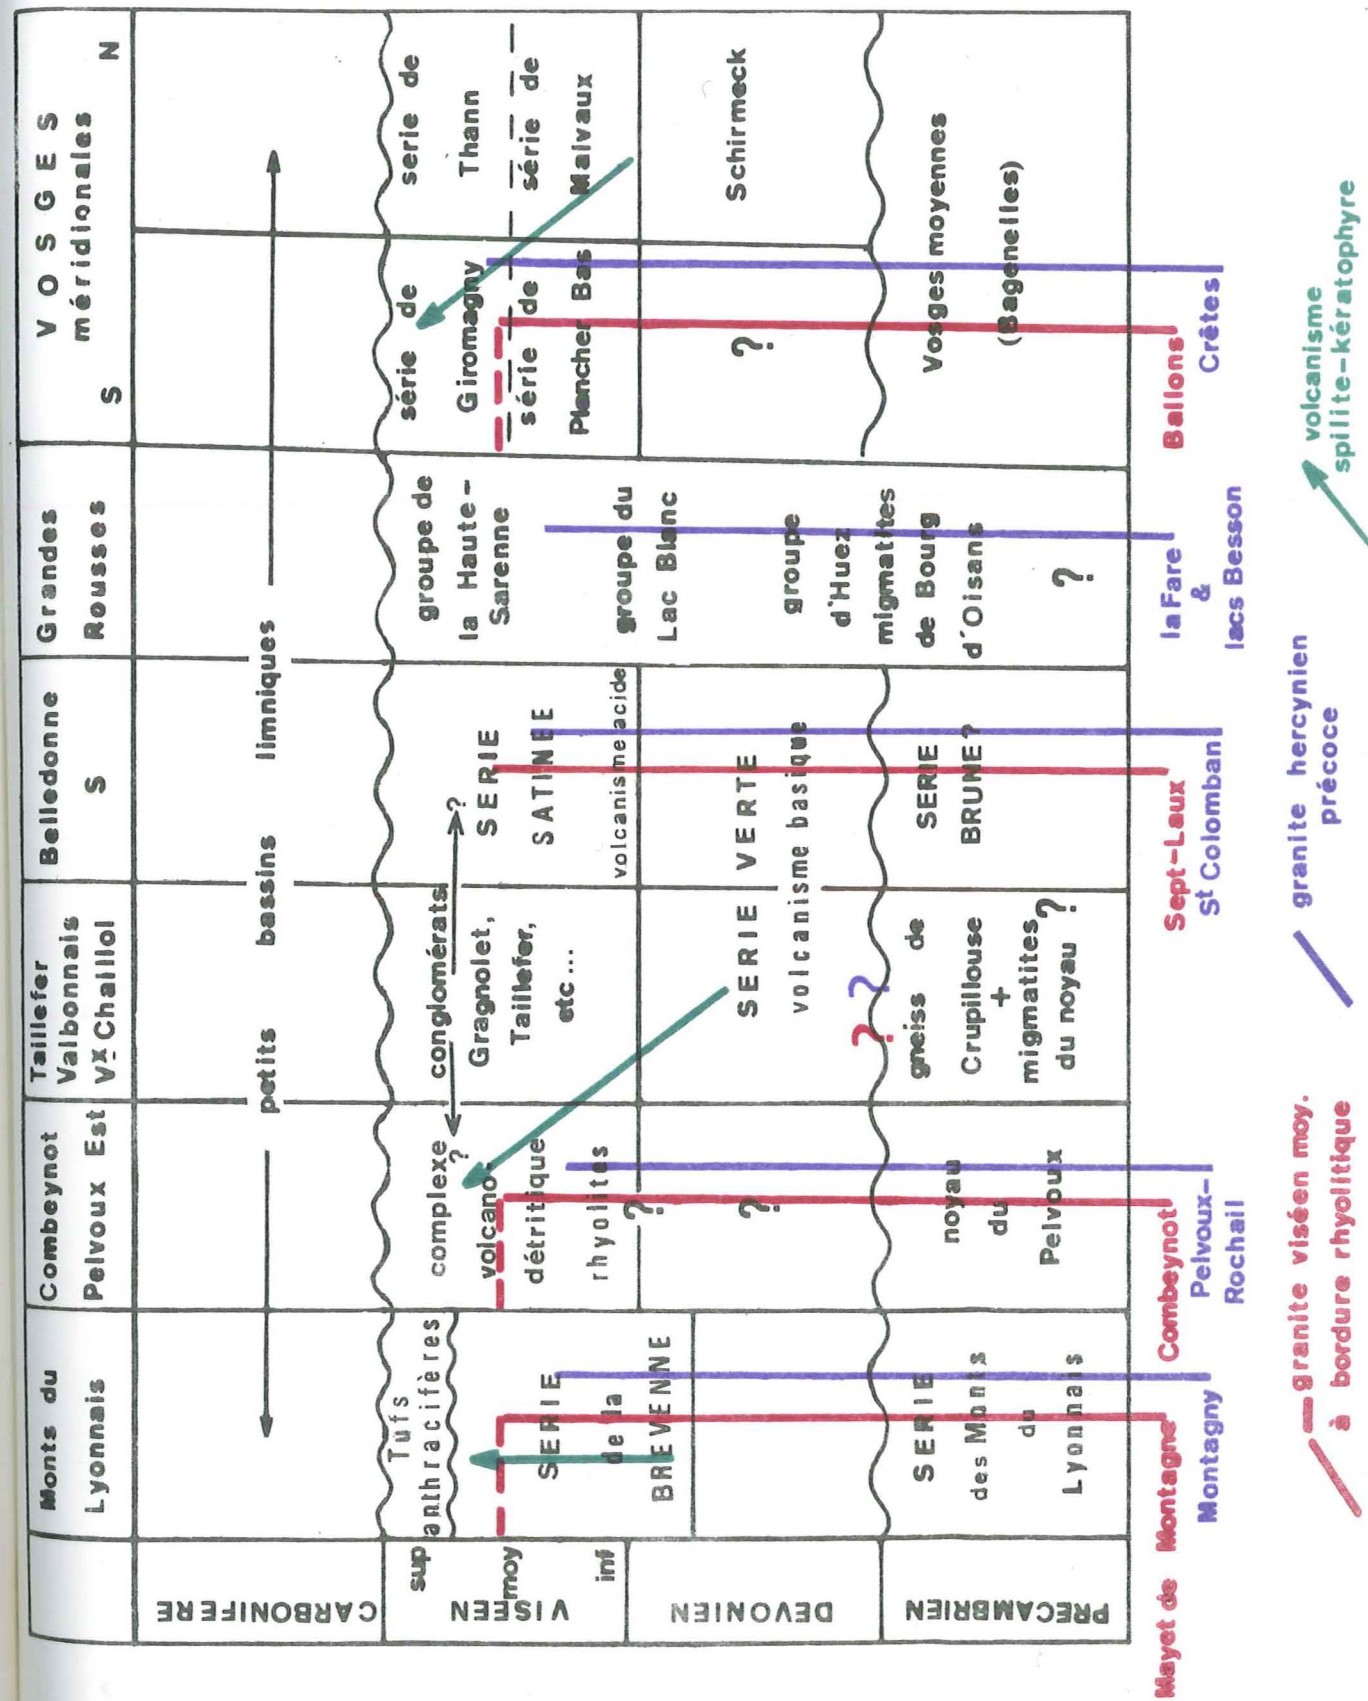 Monts du
Lyonnais
Combeynot
Pelvoux Est
Taillefer
Valbonnais
Vx Chaillol
Belledonne
S
Grandes
Rousses
VOSGES
méridionales
S
N
CARBONIFERE
petits bassins limniques
VISEEN
sup
moy
inf
Tufs
anthracifères
SERIE
de la
BREVENNE
complexe
?
volcano-
détritique
rhyolites
?
conglomérats
Gragnolet,
Taillefer,
etc...
?
SERIE
SATINEE
volcanisme acide
groupe de
la Haute-
Sarenne
groupe du
Lac Blanc
série de
Giromagny
série de
Plancher Bas
serie de
Thann
série de
Malvaux
DEVONIEN
?
SERIE VERTE
volcanisme basique
? ?
groupe
d'Huez
?
Schirmeck
PRECAMBRIEN
SERIE
des Monts
du
Lyonnais
noyau
du
Pelvoux
gneiss de
Crupillouse
+
migmatites
du noyau ?
SERIE
BRUNE?
migmatites
de Bourg
d'Oisans
?
Vosges moyennes
(Bagenelles)
Mayet de Montagne
Montagny
Combeynot
Pelvoux-
Rochail
Sept-Laux
St Colomban
la Fare
&
lacs Besson
Ballons
Crêtes
granite viséen moy.
à bordure rhyolitique
granite hercynien
précoce
volcanisme
spilite-kératophyre